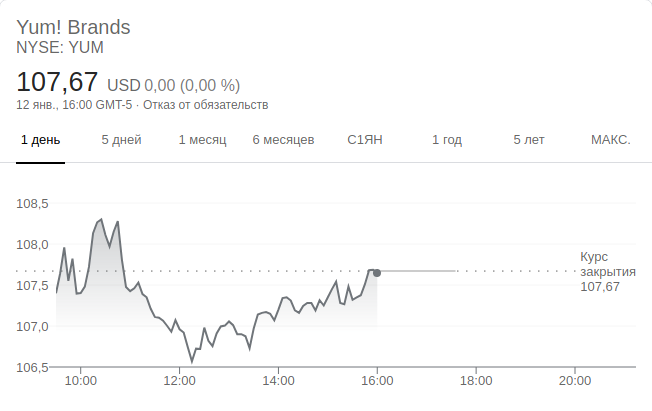 Yum! Brands
NYSE: YUM
107,67 USD 0,00 (0,00 %)
12 янв., 16:00 GMT-5 · Отказ от обязательств
1 день 5 дней 1 месяц 6 месяцев С1ЯН 1 год 5 лет МАКС.
108,5
108,0
Курс
закрытия
107,67
107,5
107,0
106,5
10:00 12:00 14:00 16:00 18:00 20:00